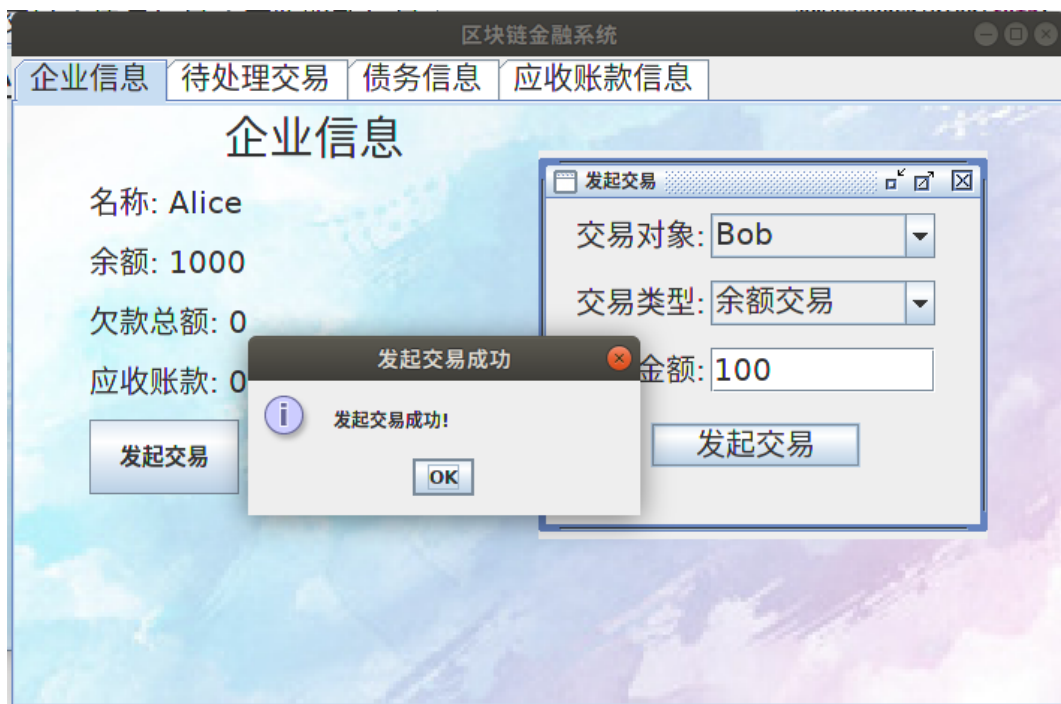 区块链金融系统
企业信息 待处理交易 债务信息 应收账款信息
企业信息
名称: Alice
余额: 1000
欠款总额: 0
应收账款: 0
发起交易
发起交易
交易对象: Bob
交易类型: 余额交易
金额: 100
发起交易
发起交易成功
发起交易成功!
OK